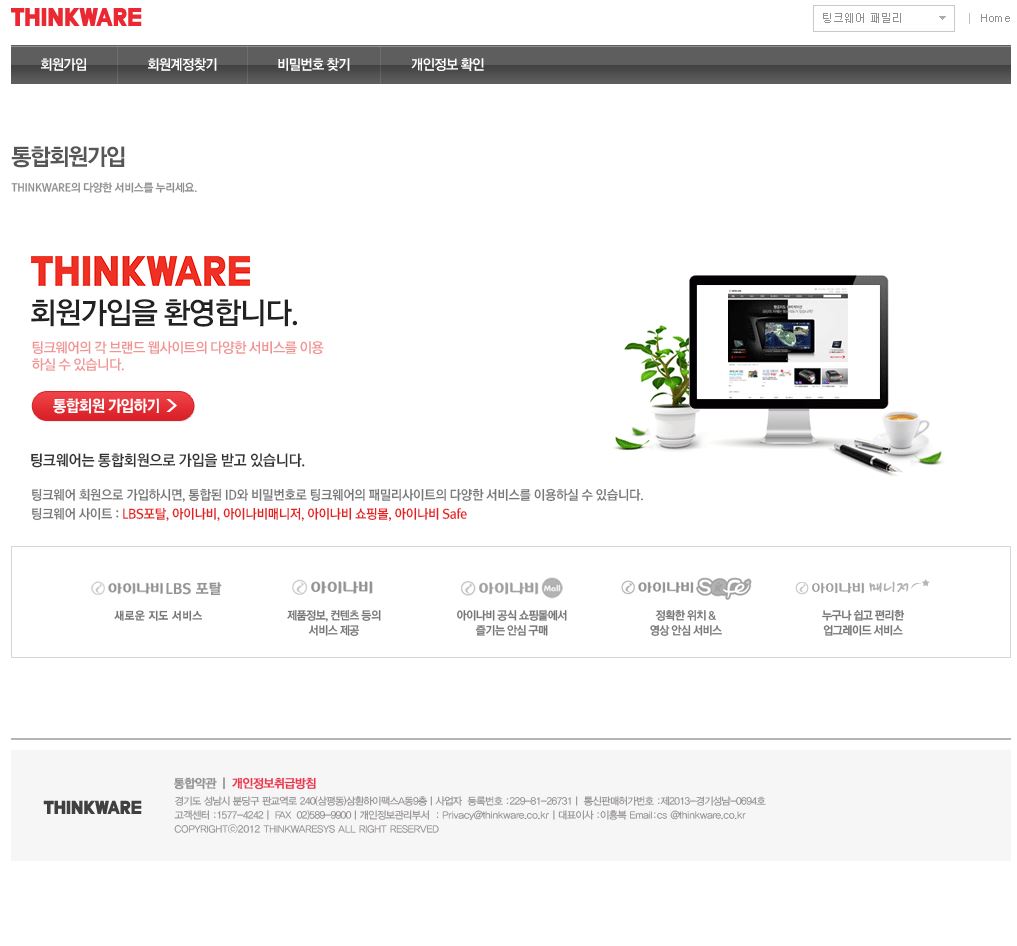 THINKWARE
팅크웨어 패밀리
Home
회원가입 회원계정찾기 비밀번호 찾기 개인정보 확인
통합회원가입
THINKWARE의 다양한 서비스를 누리세요.
THINKWARE
회원가입을 환영합니다.
팅크웨어의 각 브랜드 웹사이트의 다양한 서비스를 이용
하실 수 있습니다.
통합회원 가입하기
팅크웨어는 통합회원으로 가입을 받고 있습니다.
팅크웨어 회원으로 가입하시면, 통합된 ID와 비밀번호로 팅크웨어의 패밀리사이트의 다양한 서비스를 이용하실 수 있습니다.
팅크웨어 사이트 : LBS포탈, 아이나비, 아이나비매니저, 아이나비 쇼핑몰, 아이나비 Safe
아이나비 LBS 포탈
새로운 지도 서비스
아이나비
제품정보, 컨텐츠 등의
서비스 제공
아이나비 Mall
아이나비 공식 쇼핑몰에서
즐기는 안심 구매
아이나비 Safe
정확한 위치 &
영상 안심 서비스
아이나비 매니저
누구나 쉽고 편리한
업그레이드 서비스
THINKWARE
통합약관 | 개인정보취급방침
경기도 성남시 분당구 판교역로 240(삼평동)삼환하이팩스A동9층 | 사업자 등록번호 :229-81-26731 | 통신판매허가번호 :제2013-경기성남-0694호
고객센터 :1577-4242 | FAX 02)589-9900 | 개인정보관리부서 : Privacy@thinkware.co.kr | 대표이사 :이흥복 Email:cs @thinkware.co.kr
COPYRIGHTⓒ2012 THINKWARESYS ALL RIGHT RESERVED